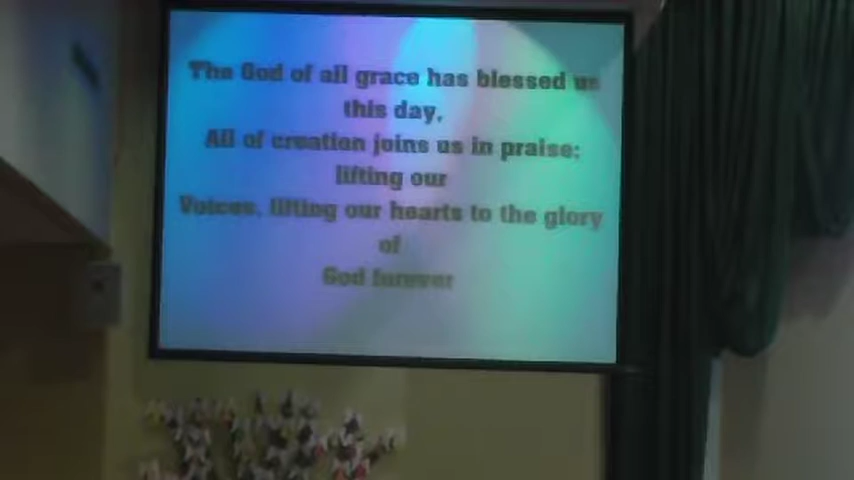 The God of all grace has blessed us
this day,
All of creation joins us in praise;
lifting our
Voices, lifting our hearts to the glory
of
God forever